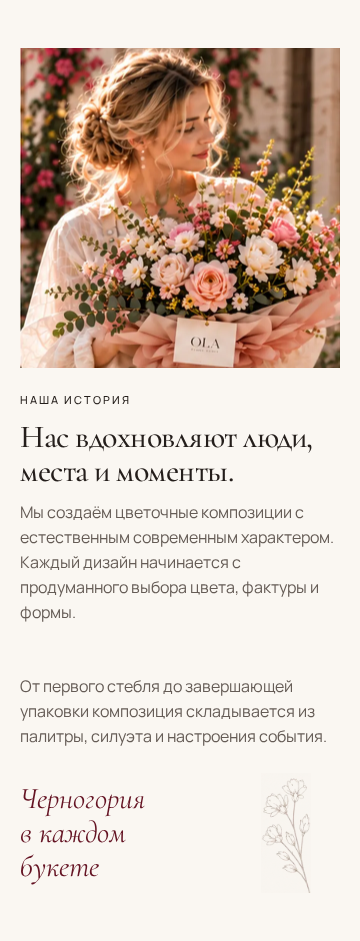 OLA
НАША ИСТОРИЯ
Нас вдохновляют люди,
места и моменты.
Мы создаём цветочные композиции с
естественным современным характером.
Каждый дизайн начинается с
продуманного выбора цвета, фактуры и
формы.
От первого стебля до завершающей
упаковки композиция складывается из
палитры, силуэта и настроения события.
Черногория
в каждом
букете